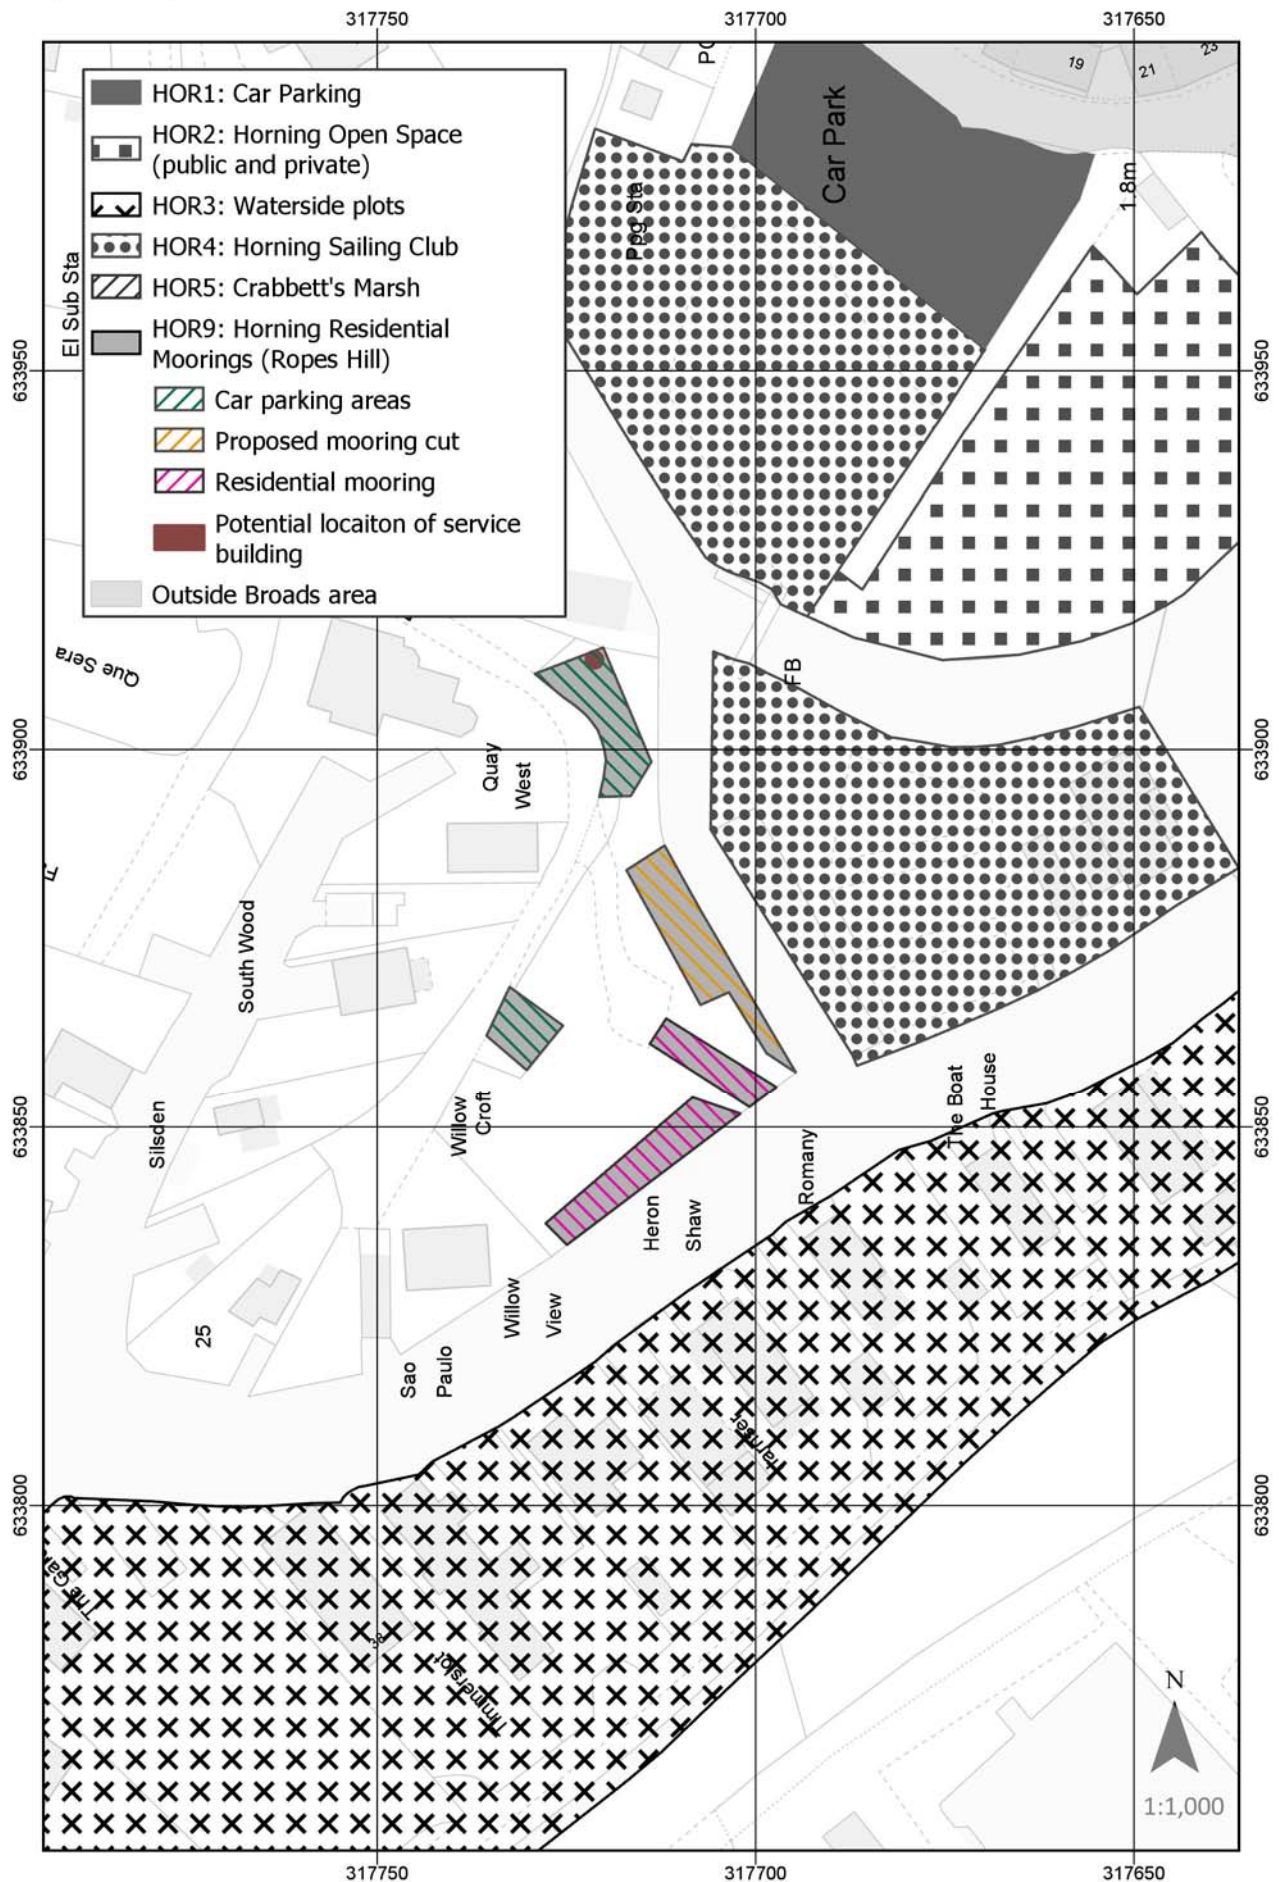 317750
317700
317650
HOR1: Car Parking
HOR2: Horning Open Space
(public and private)
HOR3: Waterside plots
HOR4: Horning Sailing Club
HOR5: Crabbett's Marsh
HOR9: Horning Residential
Moorings (Ropes Hill)
Car parking areas
Proposed mooring cut
Residential mooring
Potential locaiton of service
building
Outside Broads area
19
21
23
Car Park
1.8m
Ppg Sta
El Sub Sta
633950
633950
Que Sera
FB
633900
633900
Quay
West
South Wood
Silsden
Willow
Croft
The Boat
House
633850
633850
Romany
Heron
Shaw
Willow
View
25
Sao
Paulo
Harnser
633800
633800
38
Timmerslot
N
1:1,000
317750
317700
317650